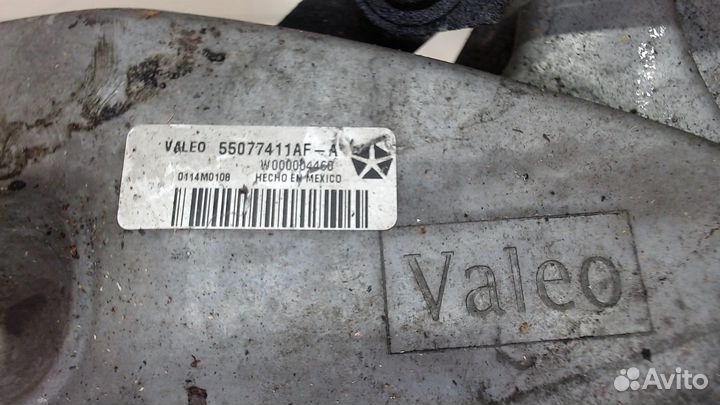 VALEO 55077411AF-A
W000004460
0114M0108 HECHO EN MEXICO
Valeo
Avito